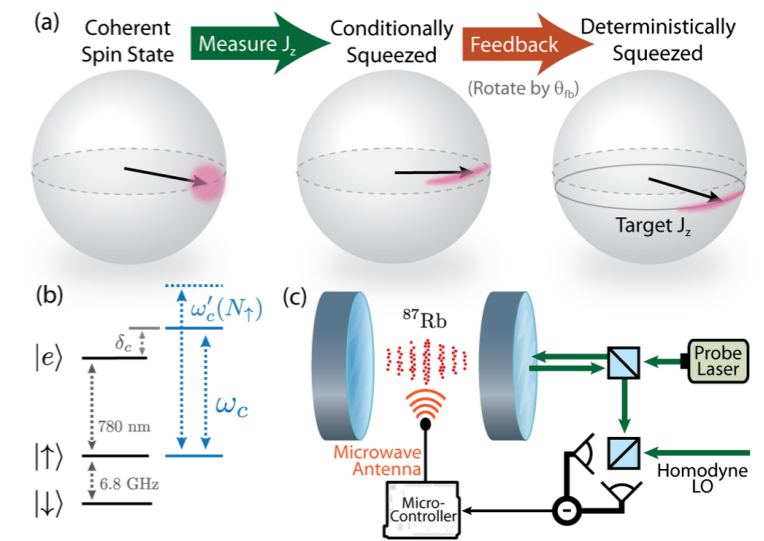 (a)
Coherent
Spin State
Measure J_z
Conditionally
Squeezed
Feedback
(Rotate by θ_fb)
Deterministically
Squeezed
Target J_z
(b)
ω′_c(N_↑)
δ_c
|e⟩
ω_c
780 nm
|↑⟩
6.8 GHz
|↓⟩
(c)
⁸⁷Rb
Probe
Laser
Microwave
Antenna
Homodyne
LO
Micro-
Controller